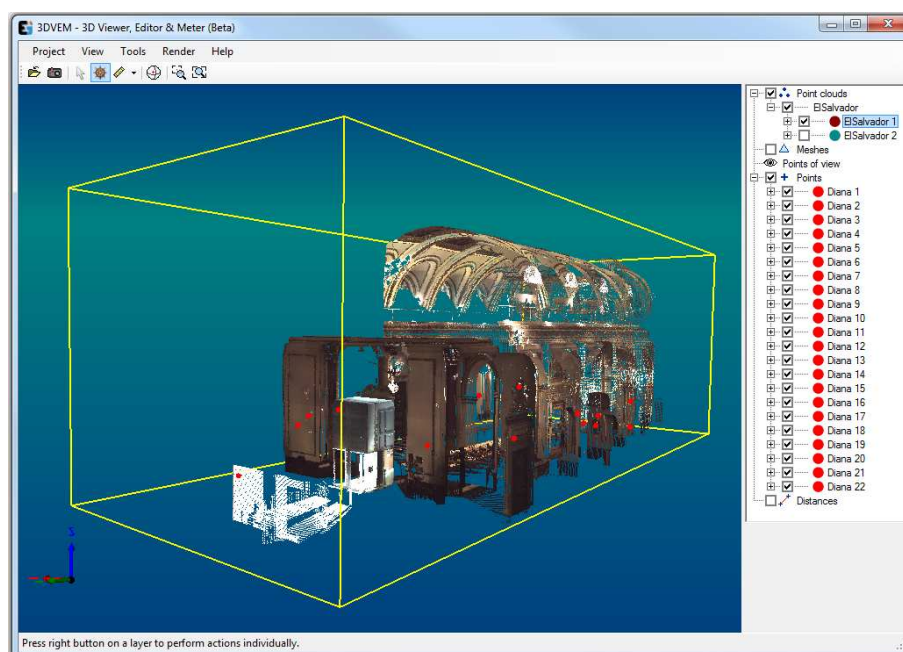 3DVEM - 3D Viewer, Editor & Meter (Beta)
Project View Tools Render Help
Point clouds
ElSalvador
ElSalvador 1
ElSalvador 2
Meshes
Points of view
Points
Diana 1
Diana 2
Diana 3
Diana 4
Diana 5
Diana 6
Diana 7
Diana 8
Diana 9
Diana 10
Diana 11
Diana 12
Diana 13
Diana 14
Diana 15
Diana 16
Diana 17
Diana 18
Diana 19
Diana 20
Diana 21
Diana 22
Distances
Z
Press right button on a layer to perform actions individually.